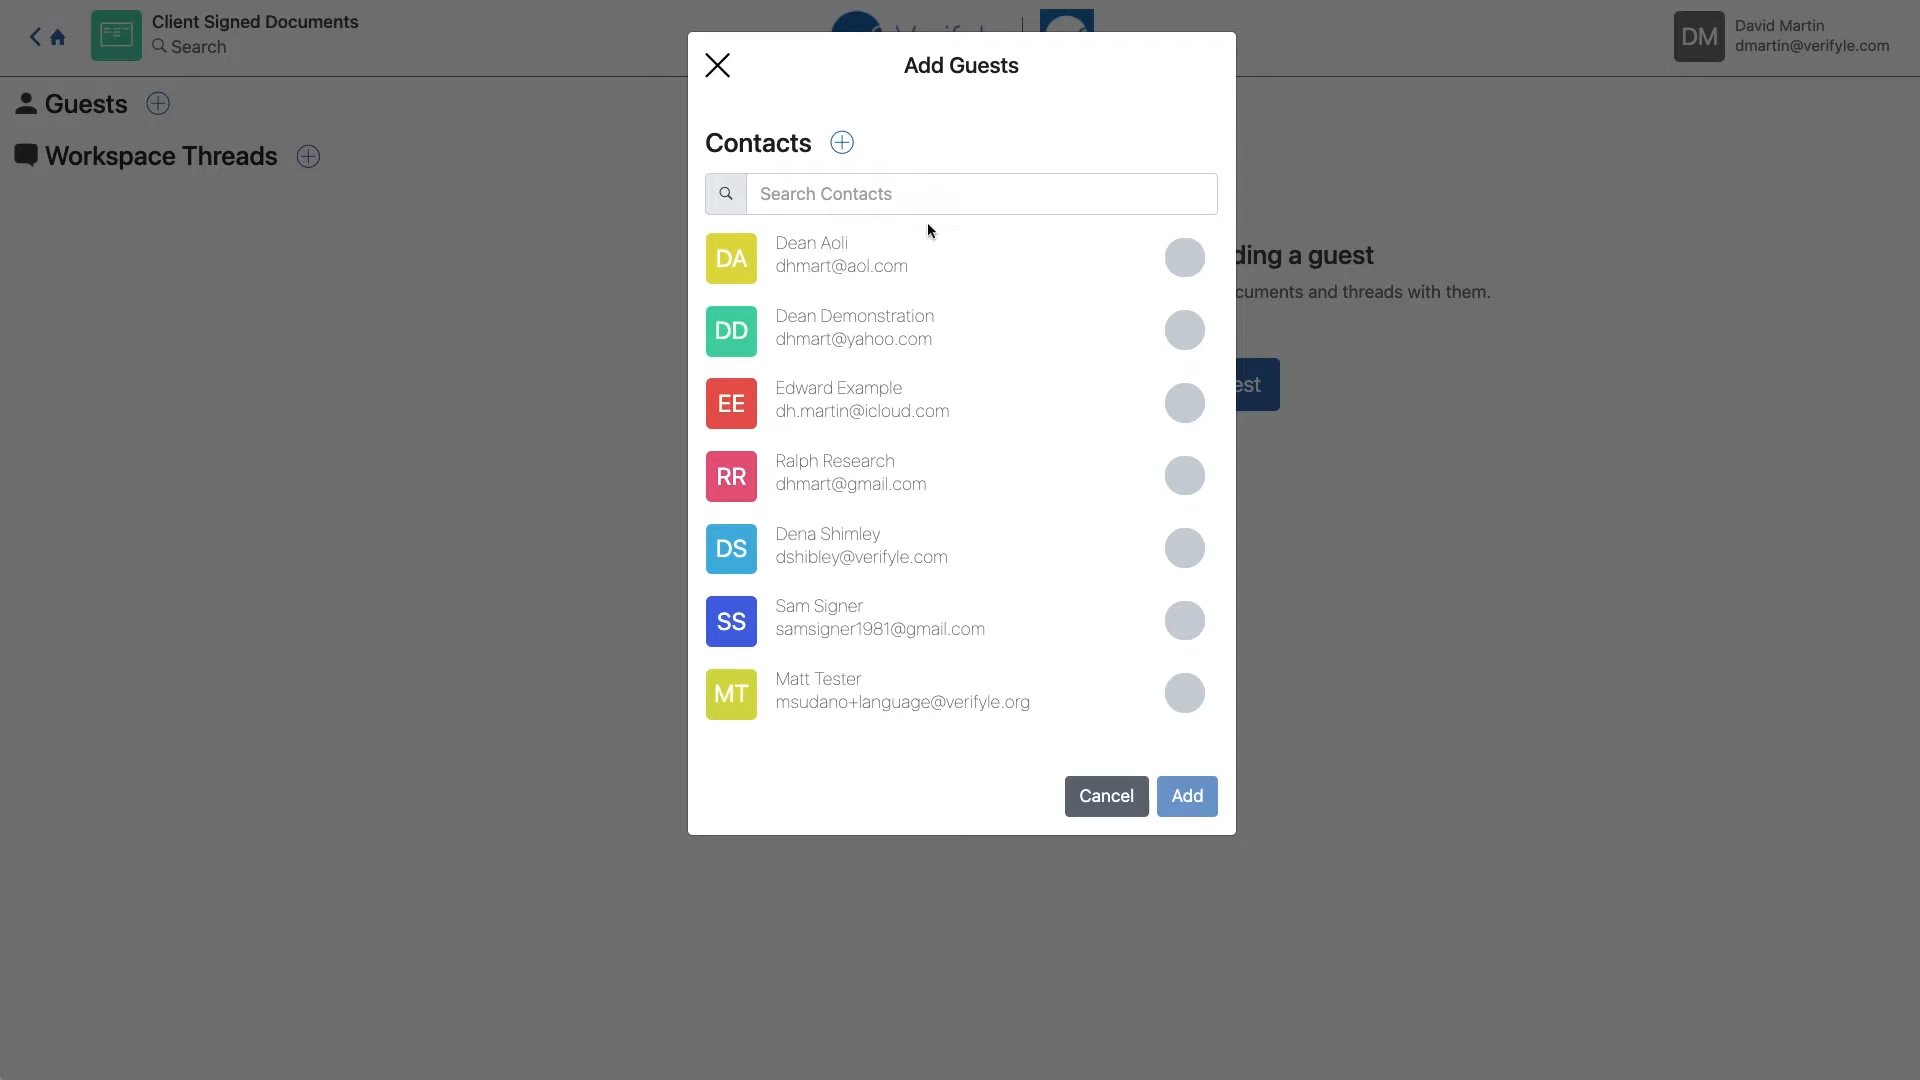 Client Signed Documents
Search
DM
David Martin
dmartin@verifyle.com
Guests
Workspace Threads
Add Guests
Contacts
Search Contacts
DA
Dean Aoli
dhmart@aol.com
DD
Dean Demonstration
dhmart@yahoo.com
EE
Edward Example
dh.martin@icloud.com
RR
Ralph Research
dhmart@gmail.com
DS
Dena Shimley
dshibley@verifyle.com
SS
Sam Signer
samsigner1981@gmail.com
MT
Matt Tester
msudano+language@verifyle.org
Cancel
Add
a guest
documents and threads with them.